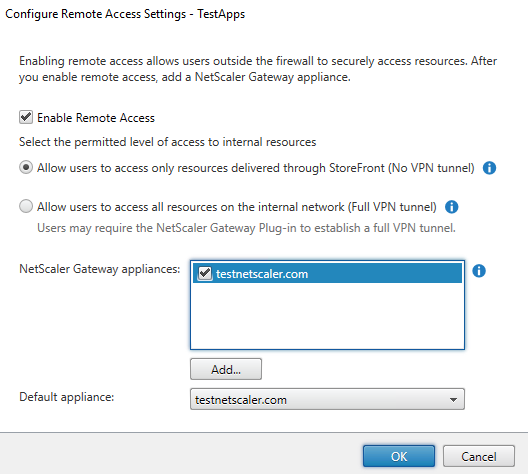 Configure Remote Access Settings - TestApps
Enabling remote access allows users outside the firewall to securely access resources. After
you enable remote access, add a NetScaler Gateway appliance.
Enable Remote Access
Select the permitted level of access to internal resources
Allow users to access only resources delivered through StoreFront (No VPN tunnel)
Allow users to access all resources on the internal network (Full VPN tunnel)
Users may require the NetScaler Gateway Plug-in to establish a full VPN tunnel.
NetScaler Gateway appliances: testnetscaler.com
Add...
Default appliance: testnetscaler.com
OK Cancel